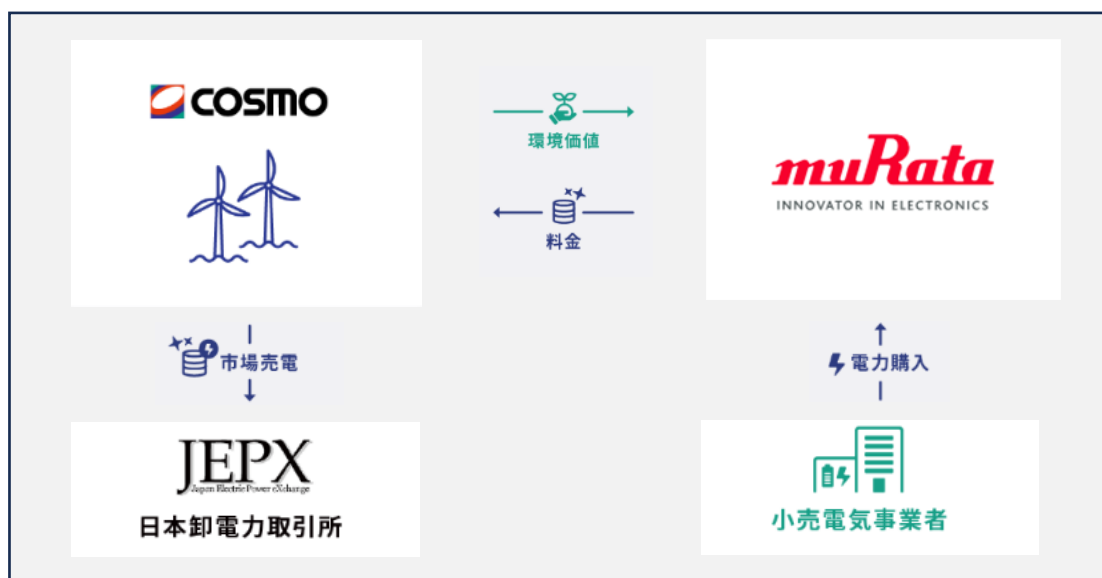 COSMO
環境価値
料金
muRata
INNOVATOR IN ELECTRONICS
市場売電
電力購入
JEPX
Japan Electric Power eXchange
日本卸電力取引所
小売電気事業者